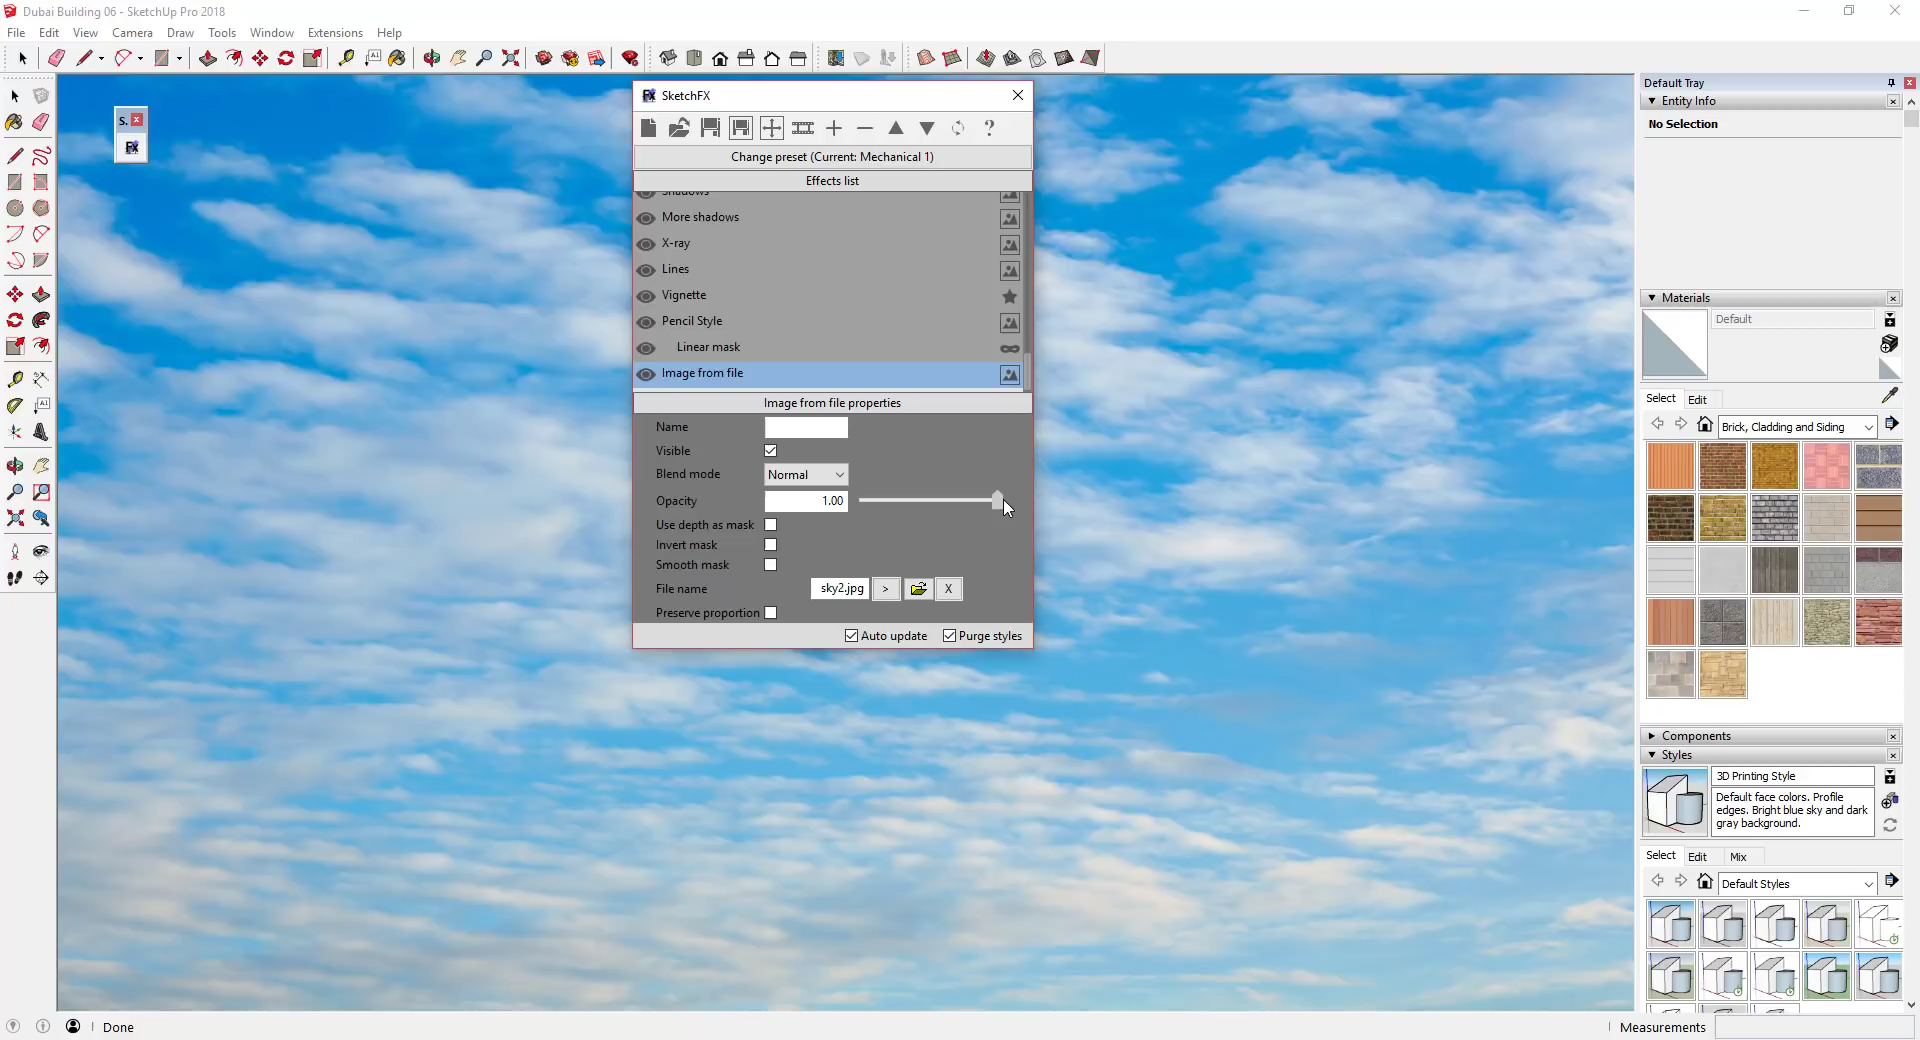 Dubai Building 06 - SketchUp Pro 2018
File Edit View Camera Draw Tools Window Extensions Help
S.
Fx
SketchFX
Change preset (Current: Mechanical 1)
Effects list
Shadows
More shadows
X-ray
Lines
Vignette
Pencil Style
Linear mask
Image from file
Image from file properties
Name
Visible
Blend mode Normal
Opacity 1.00
Use depth as mask
Invert mask
Smooth mask
File name sky2.jpg > X
Preserve proportion
Auto update Purge styles
Default Tray
Entity Info
No Selection
Materials
Default
Select Edit
Brick, Cladding and Siding
Components
Styles
3D Printing Style
Default face colors. Profile
edges. Bright blue sky and dark
gray background.
Select Edit Mix
Default Styles
Done
Measurements